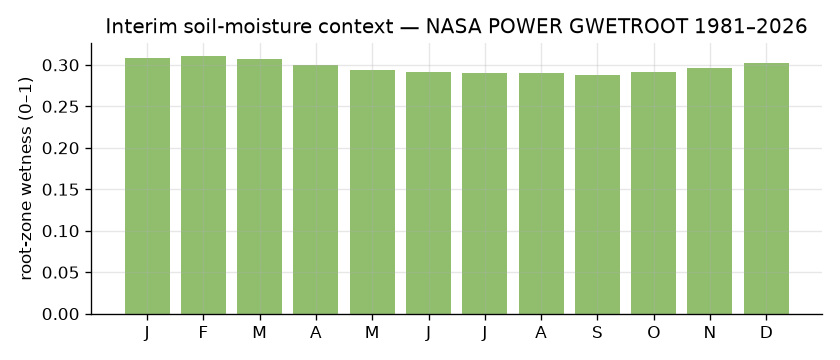 Interim soil-moisture context — NASA POWER GWETROOT 1981–2026
root-zone wetness (0–1)
0.30
0.25
0.20
0.15
0.10
0.05
0.00
J F M A M J J A S O N D